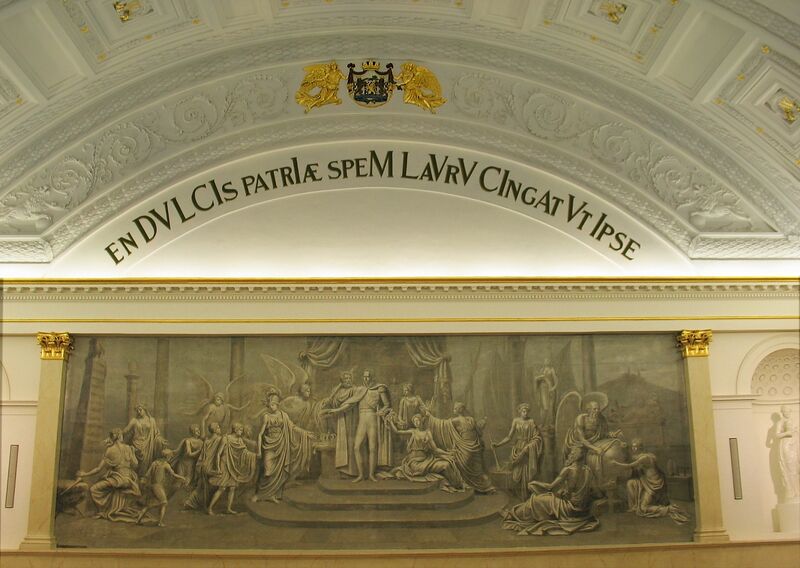 EN DVLCIS PATRIÆ SPEM LAVRV CINGAT VT IPSE